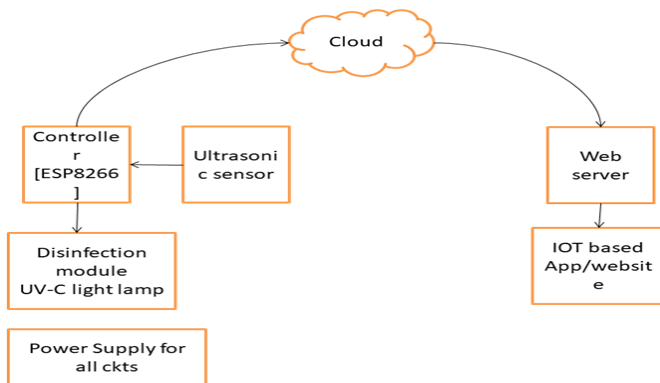 Cloud
Controlle
r
[ESP8266
]
Ultrasoni
c sensor
Web
server
Disinfection
module
UV-C light lamp
IOT based
App/websit
e
Power Supply for
all ckts